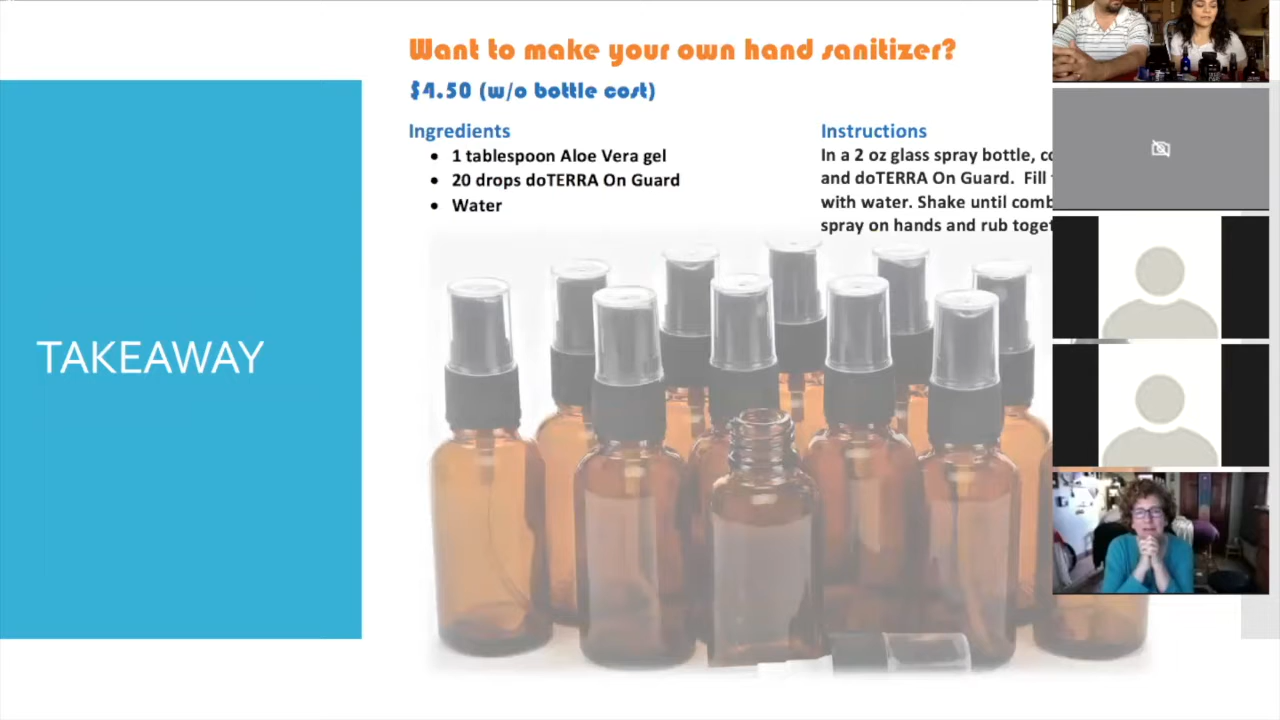 Want to make your own hand sanitizer?
$4.50 (w/o bottle cost)
Ingredients
• 1 tablespoon Aloe Vera gel
• 20 drops doTERRA On Guard
• Water
Instructions
In a 2 oz glass spray bottle,
and doTERRA On Guard. Fill
with water. Shake until
spray on hands and rub
TAKEAWAY